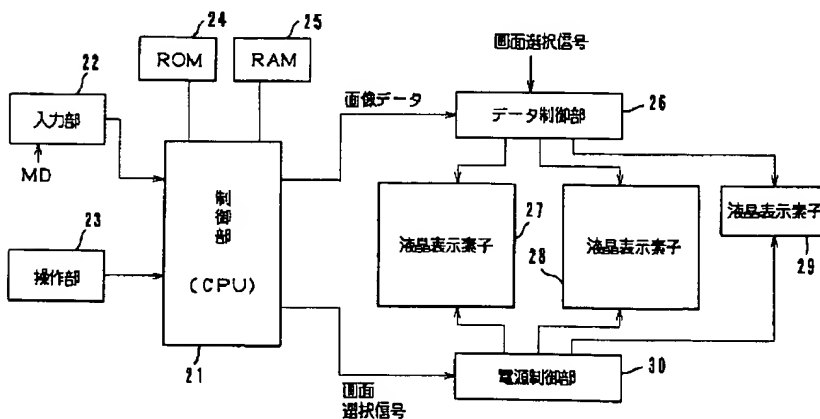 24
25
ROM
RAM
画面選択信号
22
入力部
MD
画像データ
データ制御部
26
制御部
(CPU)
21
23
操作部
液晶表示素子
27
液晶表示素子
28
液晶表示素子
29
画面
選択信号
電源制御部
30